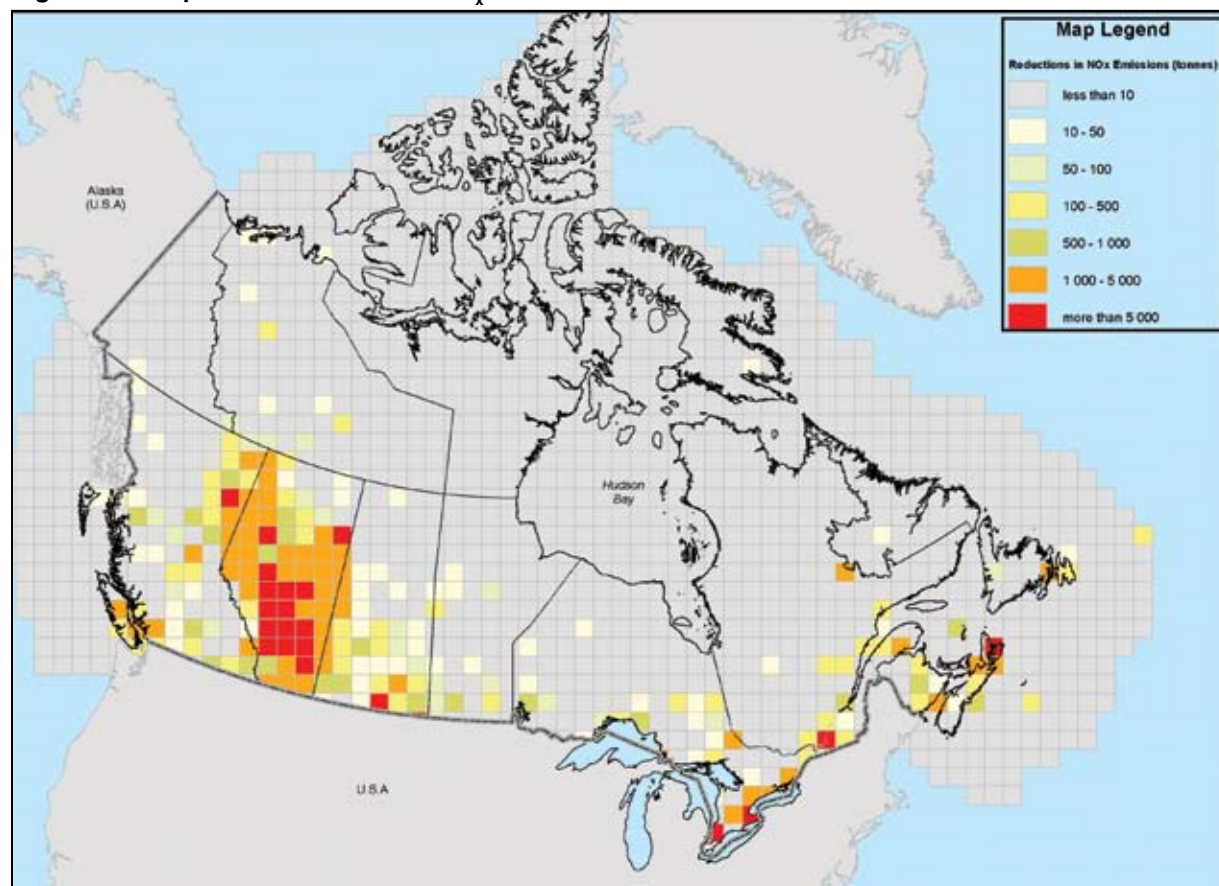 x
Map Legend
Reductions in NOx Emissions (tonnes)
less than 10
10 - 50
50 - 100
100 - 500
500 - 1 000
1 000 - 5 000
more than 5 000
Alaska
(U.S.A)
Hudson
Bay
U.S.A